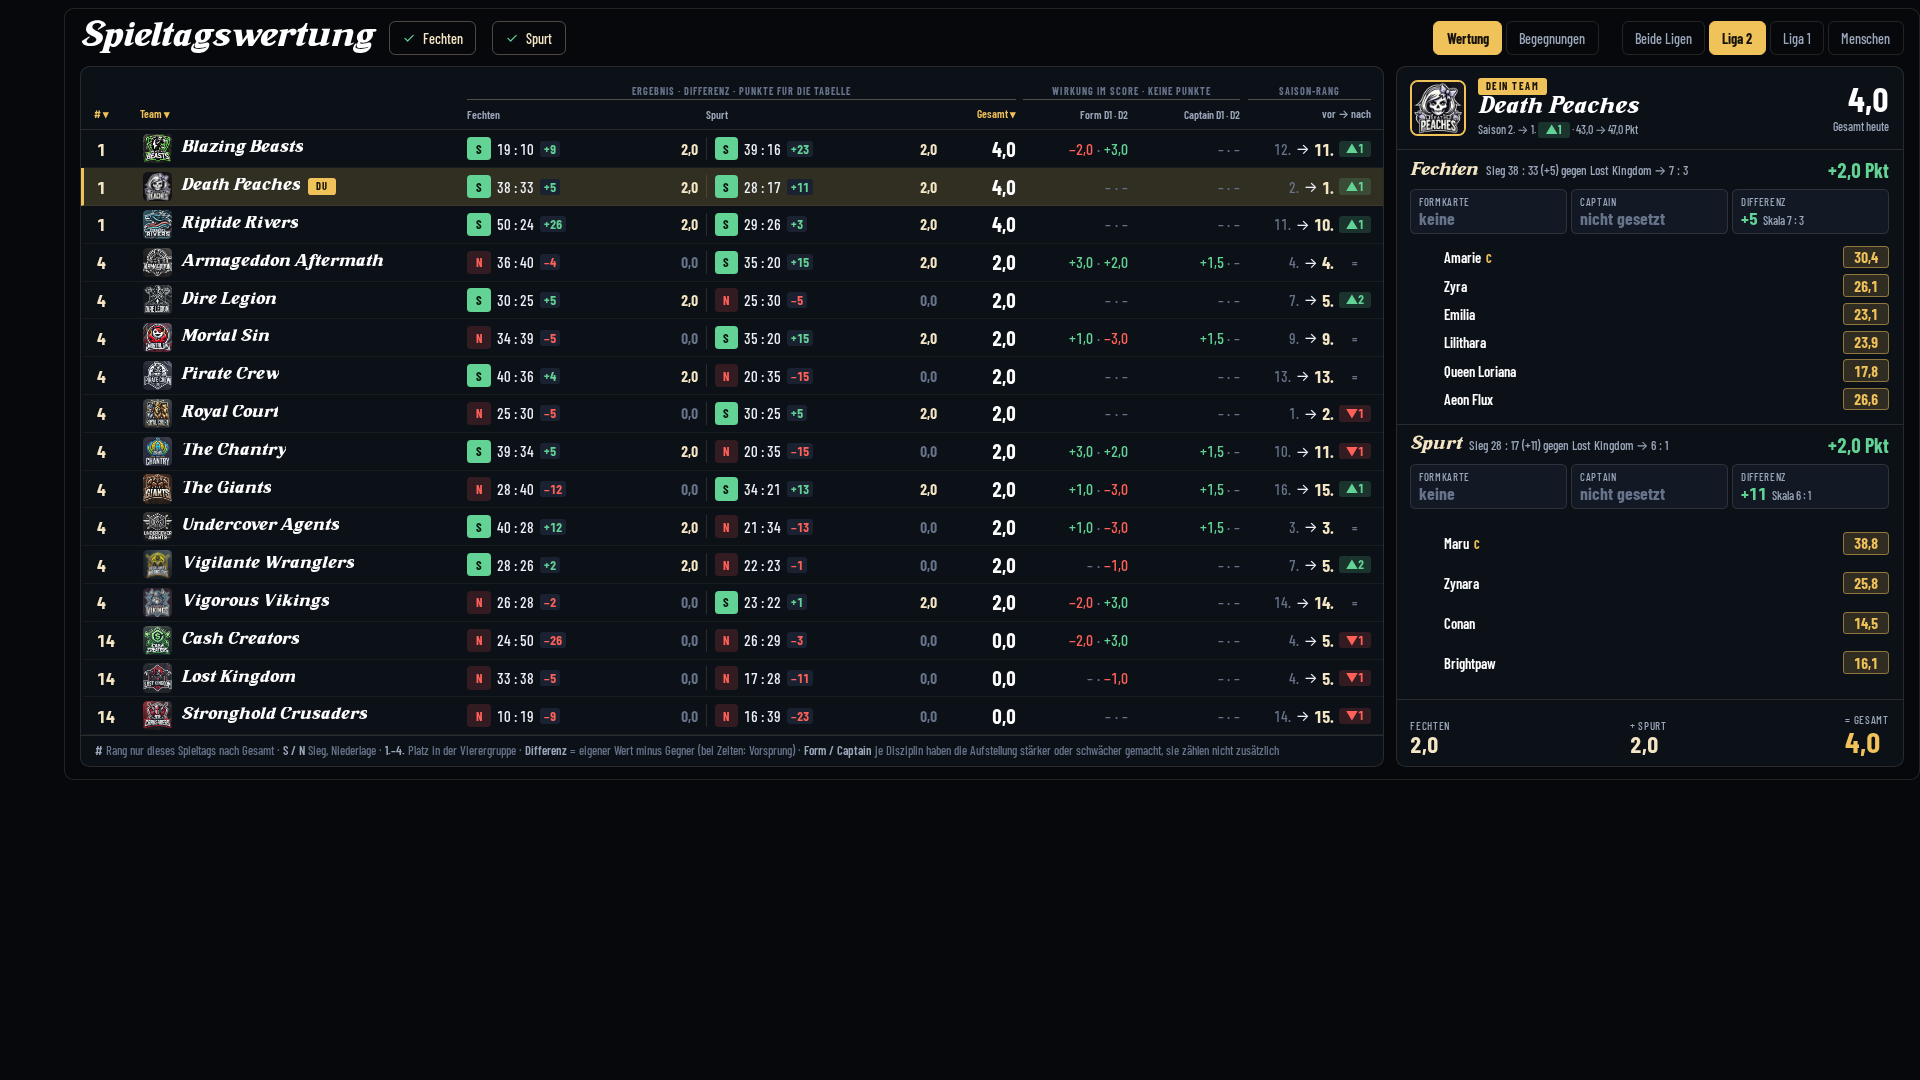 Spieltagswertung ✓ Fechten ✓ Spurt Wertung Begegnungen Beide Ligen Liga 2 Liga 1 Menschen
ERGEBNIS · DIFFERENZ · PUNKTE FÜR DIE TABELLE WIRKUNG IM SCORE · KEINE PUNKTE SAISON-RANG
# ▾ Team ▾ Fechten Spurt Gesamt ▾ Form D1 · D2 Captain D1 · D2 vor → nach
1 Blazing Beasts S 19 : 10 +9 2,0 S 39 : 16 +23 2,0 4,0 −2,0 · +3,0 – · – 12. → 11. ▲1
1 Death Peaches DU S 38 : 33 +5 2,0 S 28 : 17 +11 2,0 4,0 – · – – · – 2. → 1. ▲1
1 Riptide Rivers S 50 : 24 +26 2,0 S 29 : 26 +3 2,0 4,0 – · – – · – 11. → 10. ▲1
4 Armageddon Aftermath N 36 : 40 −4 0,0 S 35 : 20 +15 2,0 2,0 +3,0 · +2,0 +1,5 · – 4. → 4. =
4 Dire Legion S 30 : 25 +5 2,0 N 25 : 30 −5 0,0 2,0 – · – – · – 7. → 5. ▲2
4 Mortal Sin N 34 : 39 −5 0,0 S 35 : 20 +15 2,0 2,0 +1,0 · −3,0 +1,5 · – 9. → 9. =
4 Pirate Crew S 40 : 36 +4 2,0 N 20 : 35 −15 0,0 2,0 – · – – · – 13. → 13. =
4 Royal Court N 25 : 30 −5 0,0 S 30 : 25 +5 2,0 2,0 – · – – · – 1. → 2. ▼1
4 The Chantry S 39 : 34 +5 2,0 N 20 : 35 −15 0,0 2,0 +3,0 · +2,0 +1,5 · – 10. → 11. ▼1
4 The Giants N 28 : 40 −12 0,0 S 34 : 21 +13 2,0 2,0 +1,0 · −3,0 +1,5 · – 16. → 15. ▲1
4 Undercover Agents S 40 : 28 +12 2,0 N 21 : 34 −13 0,0 2,0 +1,0 · −3,0 +1,5 · – 3. → 3. =
4 Vigilante Wranglers S 28 : 26 +2 2,0 N 22 : 23 −1 0,0 2,0 – · −1,0 – · – 7. → 5. ▲2
4 Vigorous Vikings N 26 : 28 −2 0,0 S 23 : 22 +1 2,0 2,0 −2,0 · +3,0 – · – 14. → 14. =
14 Cash Creators N 24 : 50 −26 0,0 N 26 : 29 −3 0,0 0,0 −2,0 · +3,0 – · – 4. → 5. ▼1
14 Lost Kingdom N 33 : 38 −5 0,0 N 17 : 28 −11 0,0 0,0 – · −1,0 – · – 4. → 5. ▼1
14 Stronghold Crusaders N 10 : 19 −9 0,0 N 16 : 39 −23 0,0 0,0 – · – – · – 14. → 15. ▼1
# Rang nur dieses Spieltags nach Gesamt · S / N Sieg, Niederlage · 1.–4. Platz in der Vierergruppe · Differenz = eigener Wert minus Gegner (bei Zeiten: Vorsprung) · Form / Captain je Disziplin haben die Aufstellung stärker oder schwächer gemacht, sie zählen nicht zusätzlich
DEIN TEAM
Death Peaches
Saison 2. → 1. ▲1 · 43,0 → 47,0 Pkt
4,0
Gesamt heute
Fechten Sieg 38 : 33 (+5) gegen Lost Kingdom → 7 : 3 +2,0 Pkt
FORMKARTE CAPTAIN DIFFERENZ
keine nicht gesetzt +5 Skala 7 : 3
Amarie C 30,4
Zyra 26,1
Emilia 23,1
Lilithara 23,9
Queen Loriana 17,8
Aeon Flux 26,6
Spurt Sieg 28 : 17 (+11) gegen Lost Kingdom → 6 : 1 +2,0 Pkt
FORMKARTE CAPTAIN DIFFERENZ
keine nicht gesetzt +11 Skala 6 : 1
Maru C 38,8
Zynara 25,8
Conan 14,5
Brightpaw 16,1
FECHTEN + SPURT = GESAMT
2,0 2,0 4,0